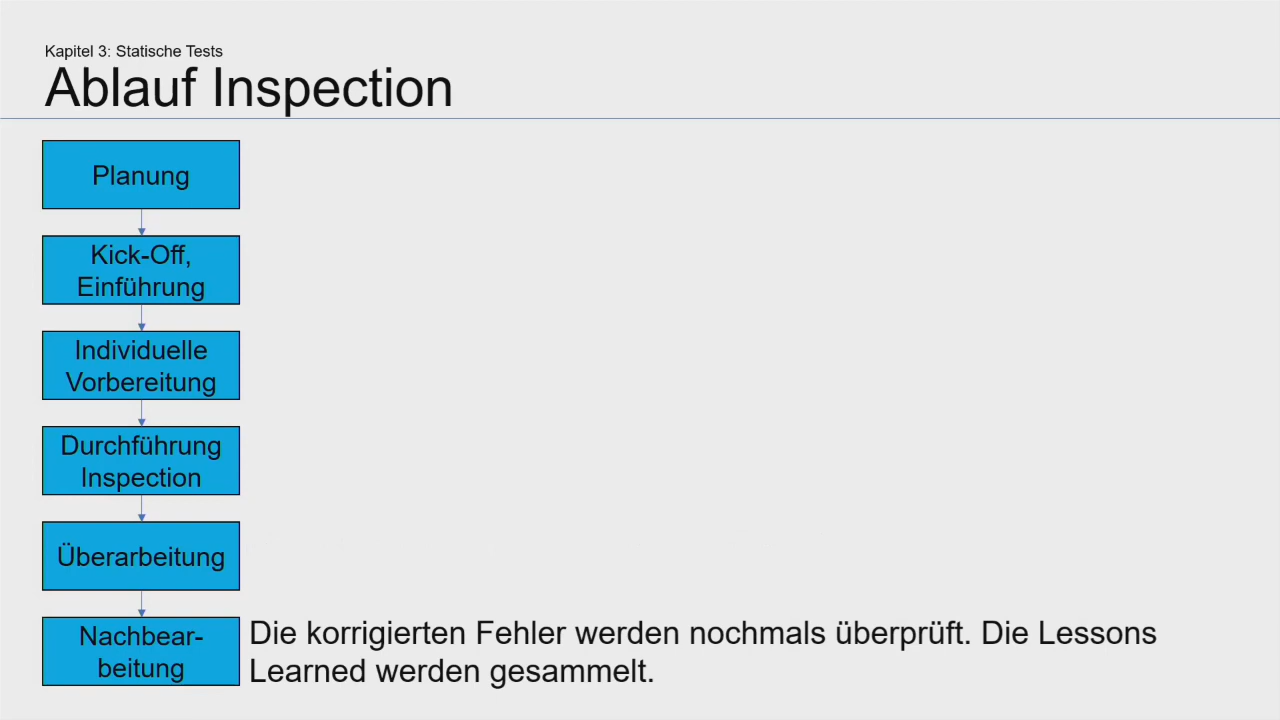 Kapitel 3: Statische Tests
Ablauf Inspection
Planung
Kick-Off,
Einführung
Individuelle
Vorbereitung
Durchführung
Inspection
Überarbeitung
Nachbear-
beitung
Die korrigierten Fehler werden nochmals überprüft. Die Lessons
Learned werden gesammelt.